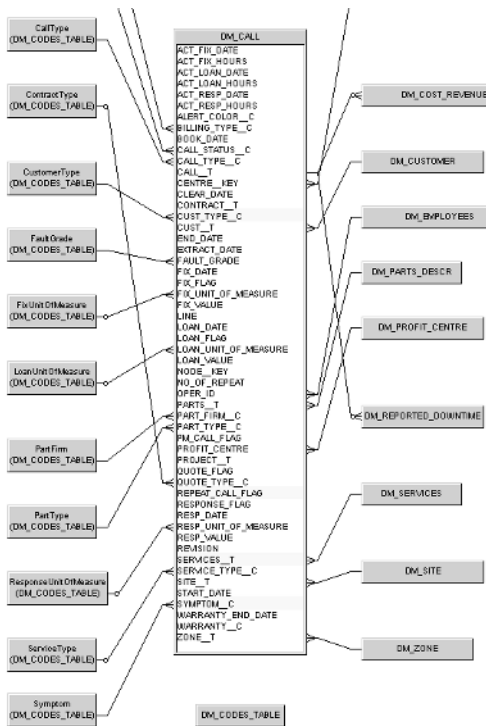 CallType
(DM_CODES_TABLE)
ContractType
(DM_CODES_TABLE)
CustomerType
(DM_CODES_TABLE)
FaultGrade
(DM_CODES_TABLE)
FixUnitOfMeasure
(DM_CODES_TABLE)
LoanUnitOfMeasure
(DM_CODES_TABLE)
PartFirm
(DM_CODES_TABLE)
PartType
(DM_CODES_TABLE)
ResponseUnitOfMeasure
(DM_CODES_TABLE)
ServiceType
(DM_CODES_TABLE)
Symptom
(DM_CODES_TABLE)
DM_CALL
ACT_FIX_DATE
ACT_FIX_HOURS
ACT_LOAN_DATE
ACT_LOAN_HOURS
ACT_RESP_DATE
ACT_RESP_HOURS
ALERT_COLOR__C
BILLING_TYPE__C
BOOK_DATE
CALL_STATUS__C
CALL_TYPE__C
CALL__T
CENTRE__KEY
CLEAR_DATE
CONTRACT__T
CUST_TYPE__C
CUST__T
END_DATE
EXTRACT_DATE
FAULT_GRADE
FIX_DATE
FIX_FLAG
FIX_UNIT_OF_MEASURE
FIX_VALUE
LINE
LOAN_DATE
LOAN_FLAG
LOAN_UNIT_OF_MEASURE
LOAN_VALUE
NODE__KEY
NO_OF_REPEAT
OPER_ID
PARTS__T
PART_FIRM__C
PART_TYPE__C
PM_CALL_FLAG
PROFIT_CENTRE
PROJECT__T
QUOTE_FLAG
QUOTE_TYPE__C
REPEAT_CALL_FLAG
RESPONSE_FLAG
RESP_DATE
RESP_UNIT_OF_MEASURE
RESP_VALUE
REVISION
SERVICES__T
SERVICE_TYPE__C
SITE__T
START_DATE
SYMPTOM__C
WARRANTY_END_DATE
WARRANTY__C
ZONE__T
DM_CODES_TABLE
DM_COST_REVENUE
DM_CUSTOMER
DM_EMPLOYEES
DM_PARTS_DESCR
DM_PROFIT_CENTRE
DM_REPORTED_DOWNTIME
DM_SERVICES
DM_SITE
DM_ZONE